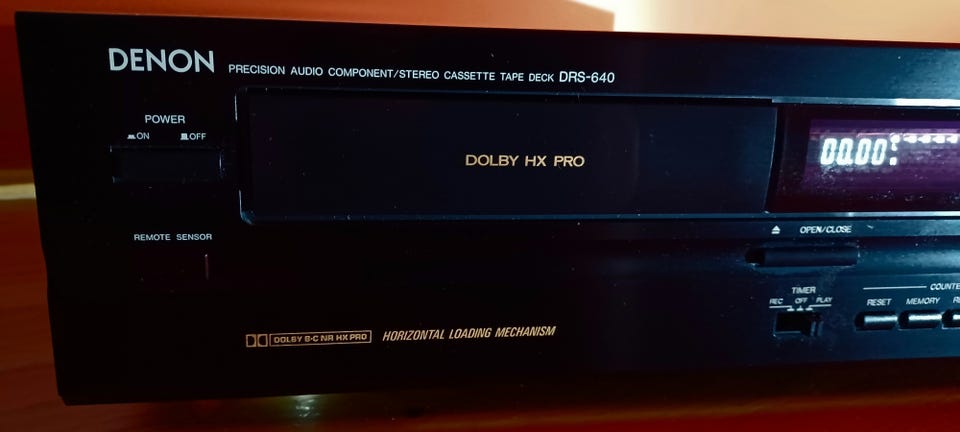 DENON PRECISION AUDIO COMPONENT/STEREO CASSETTE TAPE DECK DRS-640
POWER
ON OFF
DOLBY HX PRO
00.00:
REMOTE SENSOR
OPEN/CLOSE
TIMER
REC OFF PLAY
RESET MEMORY
DOLBY B·C NR HX PRO HORIZONTAL LOADING MECHANISM